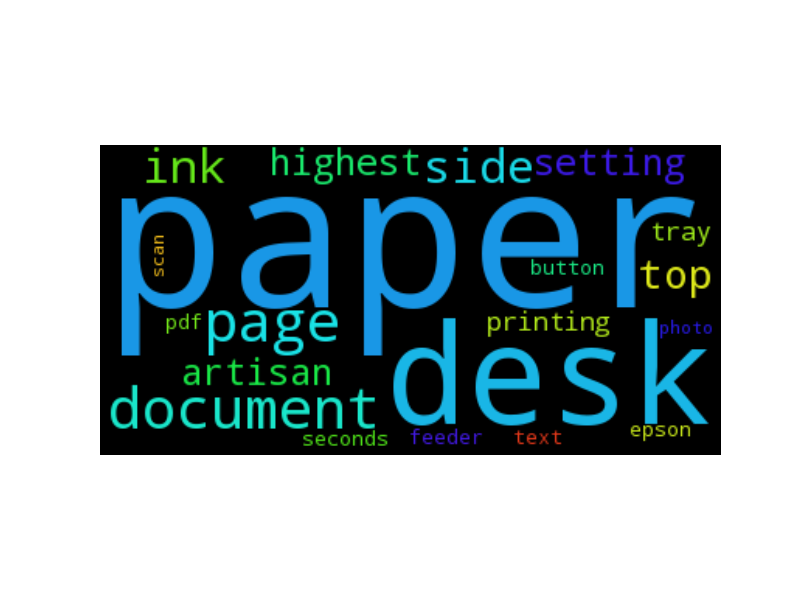 ink highest side setting
paper
scan
tray
button
top
pdf page printing photo
desk
artisan
document
seconds feeder text epson